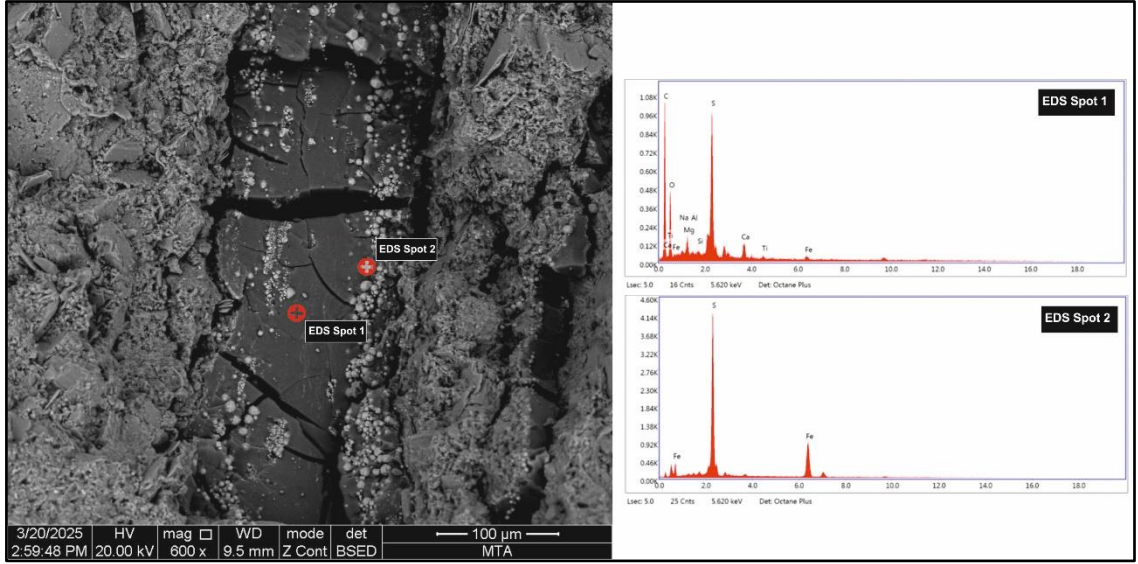 EDS Spot 2
EDS Spot 1
3/20/2025 HV mag □ WD mode det 100 µm
2:59:48 PM 20.00 kV 600 x 9.5 mm Z Cont BSED MTA
EDS Spot 1
1.08K
0.96K
0.84K
0.72K
0.60K
0.48K
0.36K
0.24K
0.12K
0.00K
C
S
O
Na Al
Ti
Mg
Ca
Fe
Si
Ca
Ti
Fe
0.0 2.0 4.0 6.0 8.0 10.0 12.0 14.0 16.0 18.0
Lsec: 5.0 16 Cnts 5.620 keV Det: Octane Plus
EDS Spot 2
4.60K
4.14K
3.68K
3.22K
2.76K
2.30K
1.84K
1.38K
0.92K
0.46K
0.00K
S
Fe
Fe
0.0 2.0 4.0 6.0 8.0 10.0 12.0 14.0 16.0 18.0
Lsec: 5.0 25 Cnts 5.620 keV Det: Octane Plus